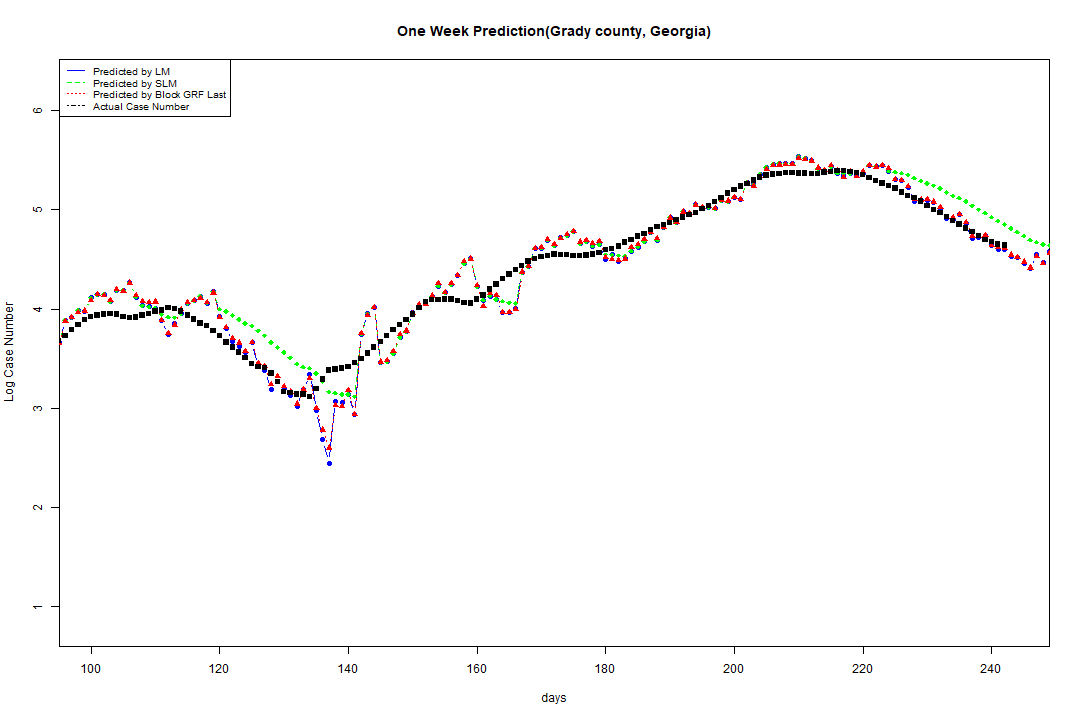 One Week Prediction(Grady county, Georgia)
Predicted by LM
Predicted by SLM
Predicted by Block GRF Last
Actual Case Number
6
5
4
3
2
1
Log Case Number
100 120 140 160 180 200 220 240
days